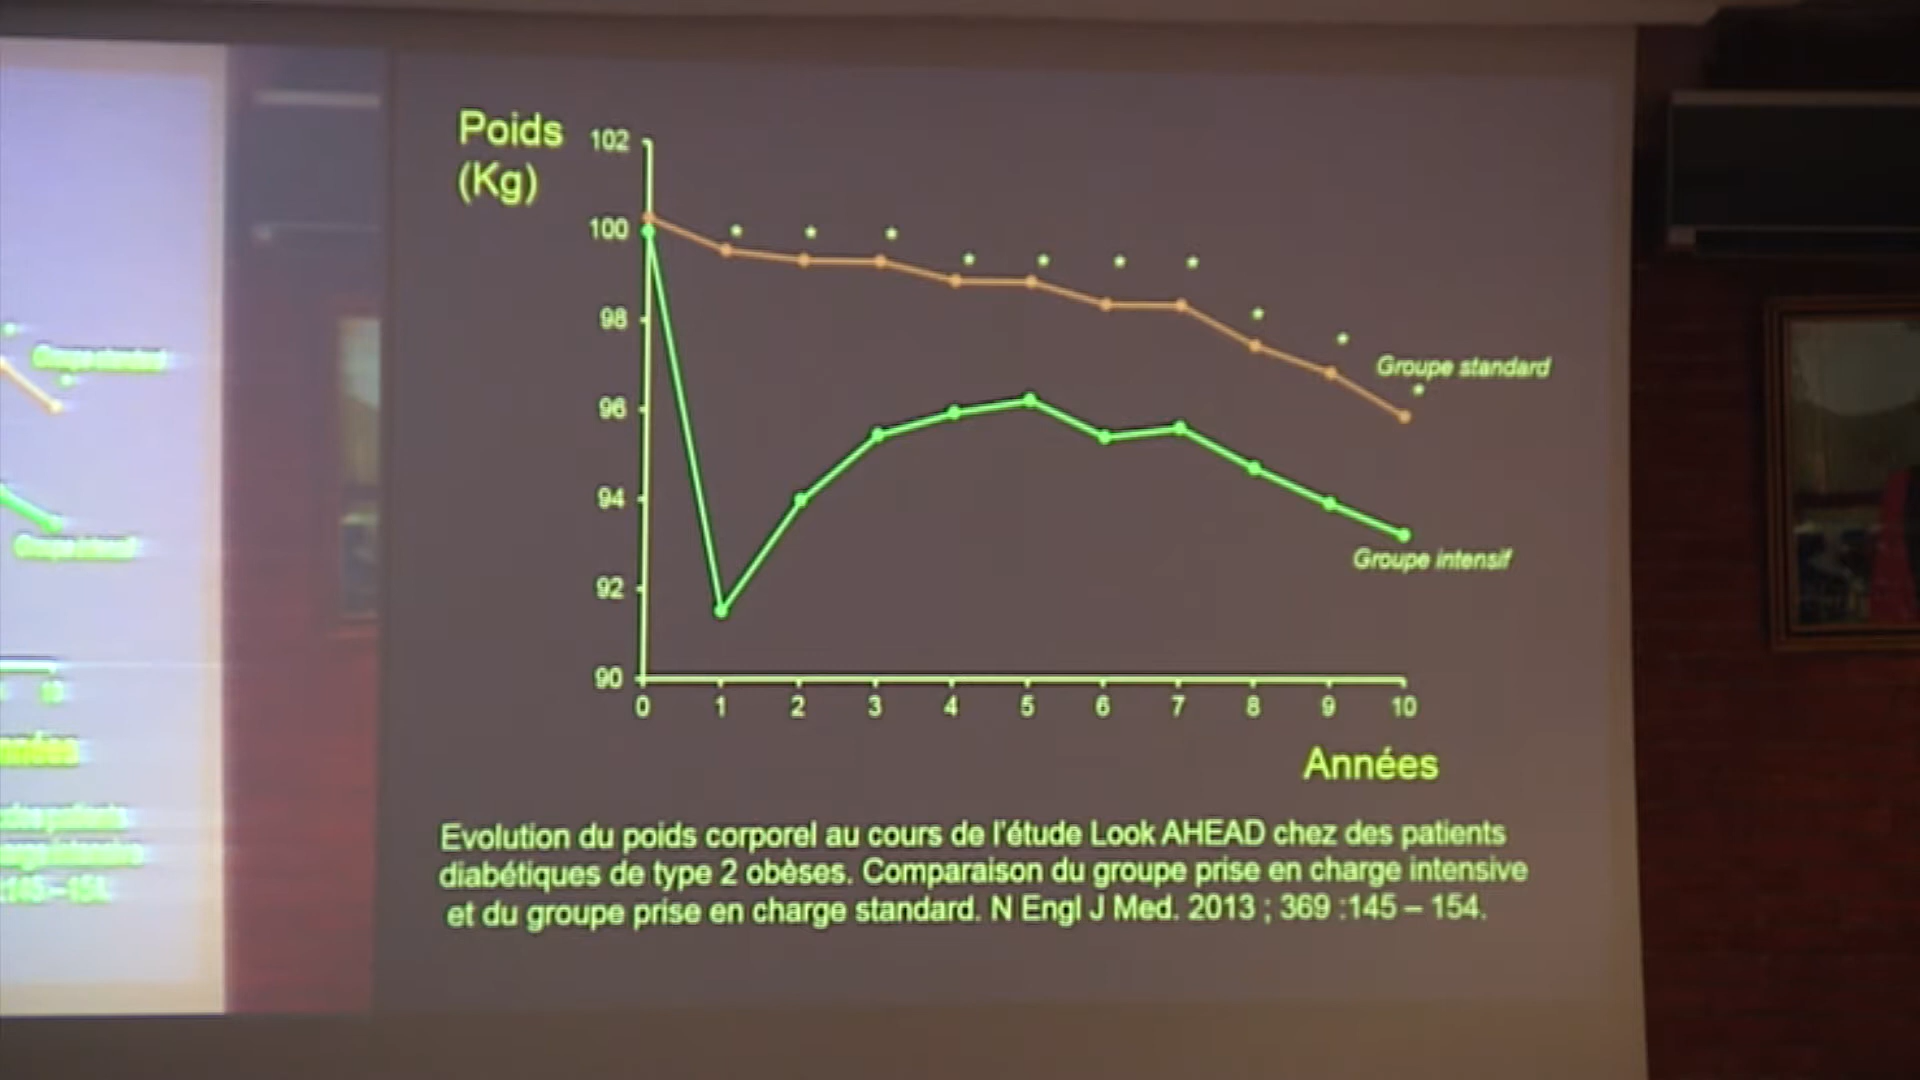 Poids
(Kg)
102
100
98
96
94
92
90
0 1 2 3 4 5 6 7 8 9 10
Groupe standard
Groupe intensif
Années
Evolution du poids corporel au cours de l'étude Look AHEAD chez des patients
diabétiques de type 2 obèses. Comparaison du groupe prise en charge intensive
et du groupe prise en charge standard. N Engl J Med. 2013 ; 369 :145 – 154.
Groupe standard